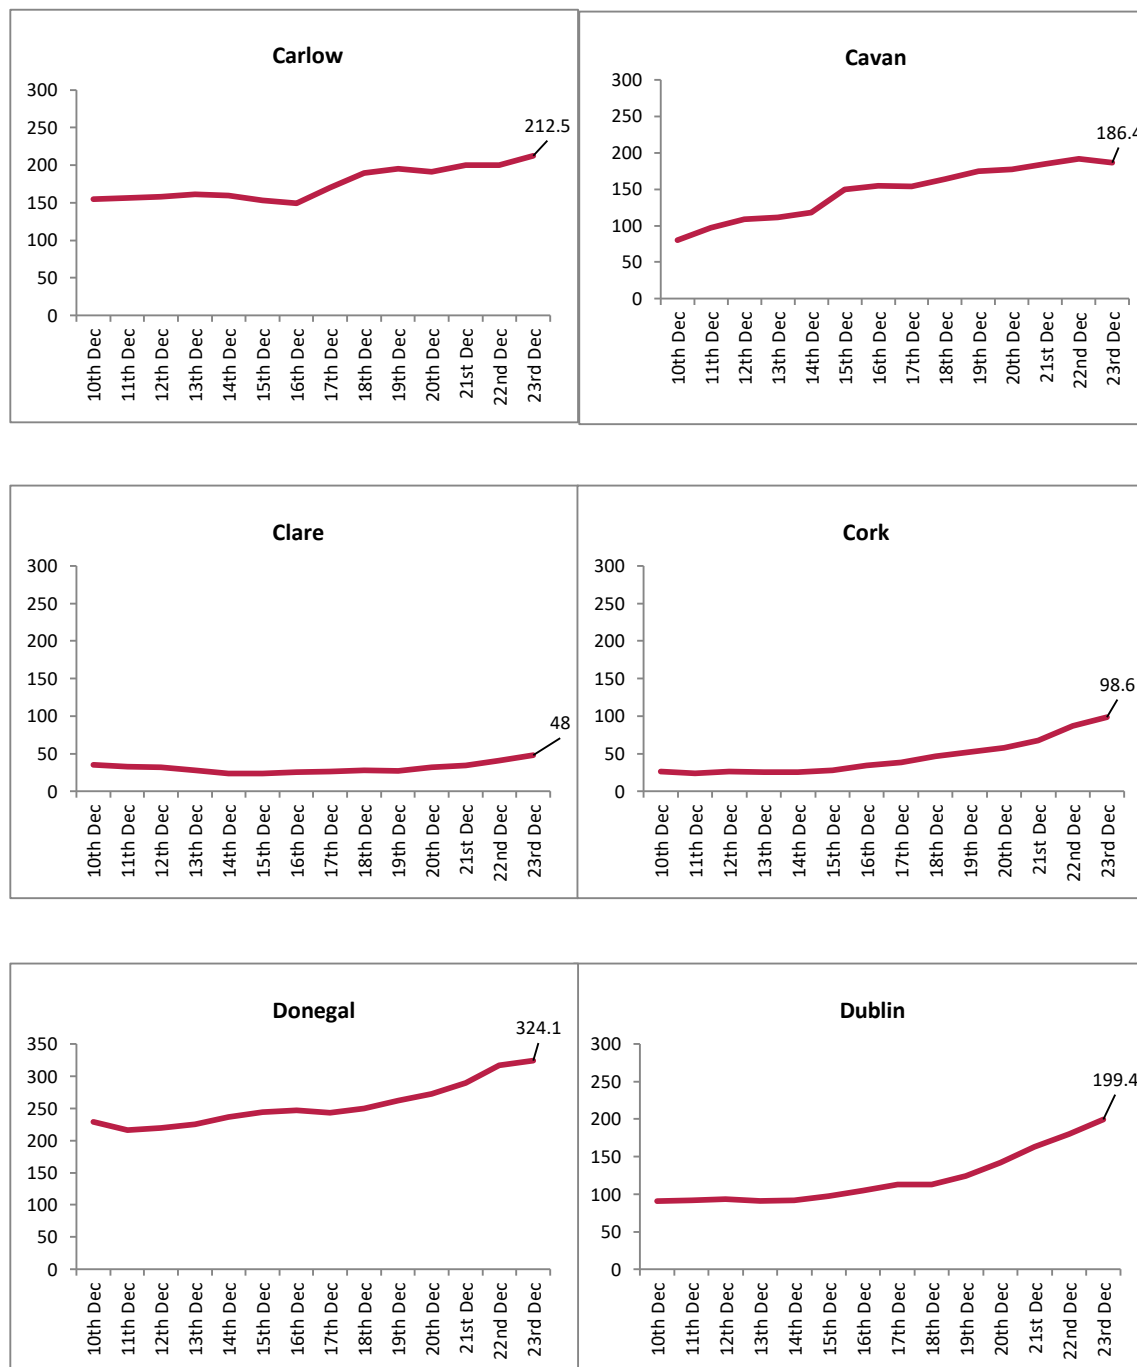 Carlow
300
250
200
150
100
50
0
212.5
10th Dec
11th Dec
12th Dec
13th Dec
14th Dec
15th Dec
16th Dec
17th Dec
18th Dec
19th Dec
20th Dec
21st Dec
22nd Dec
23rd Dec
Cavan
300
250
200
150
100
50
0
186.4
10th Dec
11th Dec
12th Dec
13th Dec
14th Dec
15th Dec
16th Dec
17th Dec
18th Dec
19th Dec
20th Dec
21st Dec
22nd Dec
23rd Dec
Clare
300
250
200
150
100
50
0
48
10th Dec
11th Dec
12th Dec
13th Dec
14th Dec
15th Dec
16th Dec
17th Dec
18th Dec
19th Dec
20th Dec
21st Dec
22nd Dec
23rd Dec
Cork
300
250
200
150
100
50
0
98.6
10th Dec
11th Dec
12th Dec
13th Dec
14th Dec
15th Dec
16th Dec
17th Dec
18th Dec
19th Dec
20th Dec
21st Dec
22nd Dec
23rd Dec
Donegal
350
300
250
200
150
100
50
0
324.1
10th Dec
11th Dec
12th Dec
13th Dec
14th Dec
15th Dec
16th Dec
17th Dec
18th Dec
19th Dec
20th Dec
21st Dec
22nd Dec
23rd Dec
Dublin
300
250
200
150
100
50
0
199.4
10th Dec
11th Dec
12th Dec
13th Dec
14th Dec
15th Dec
16th Dec
17th Dec
18th Dec
19th Dec
20th Dec
21st Dec
22nd Dec
23rd Dec